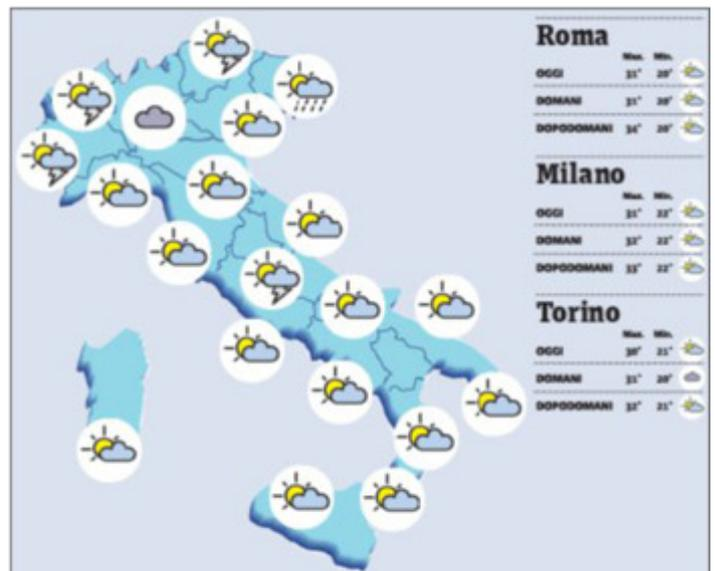 Roma
Max. Min.
OGGI 31° 20°
DOMANI 31° 20°
DOPODOMANI 34° 20°
Milano
Max. Min.
OGGI 31° 22°
DOMANI 32° 22°
DOPODOMANI 33° 22°
Torino
Max. Min.
OGGI 30° 21°
DOMANI 31° 20°
DOPODOMANI 32° 21°